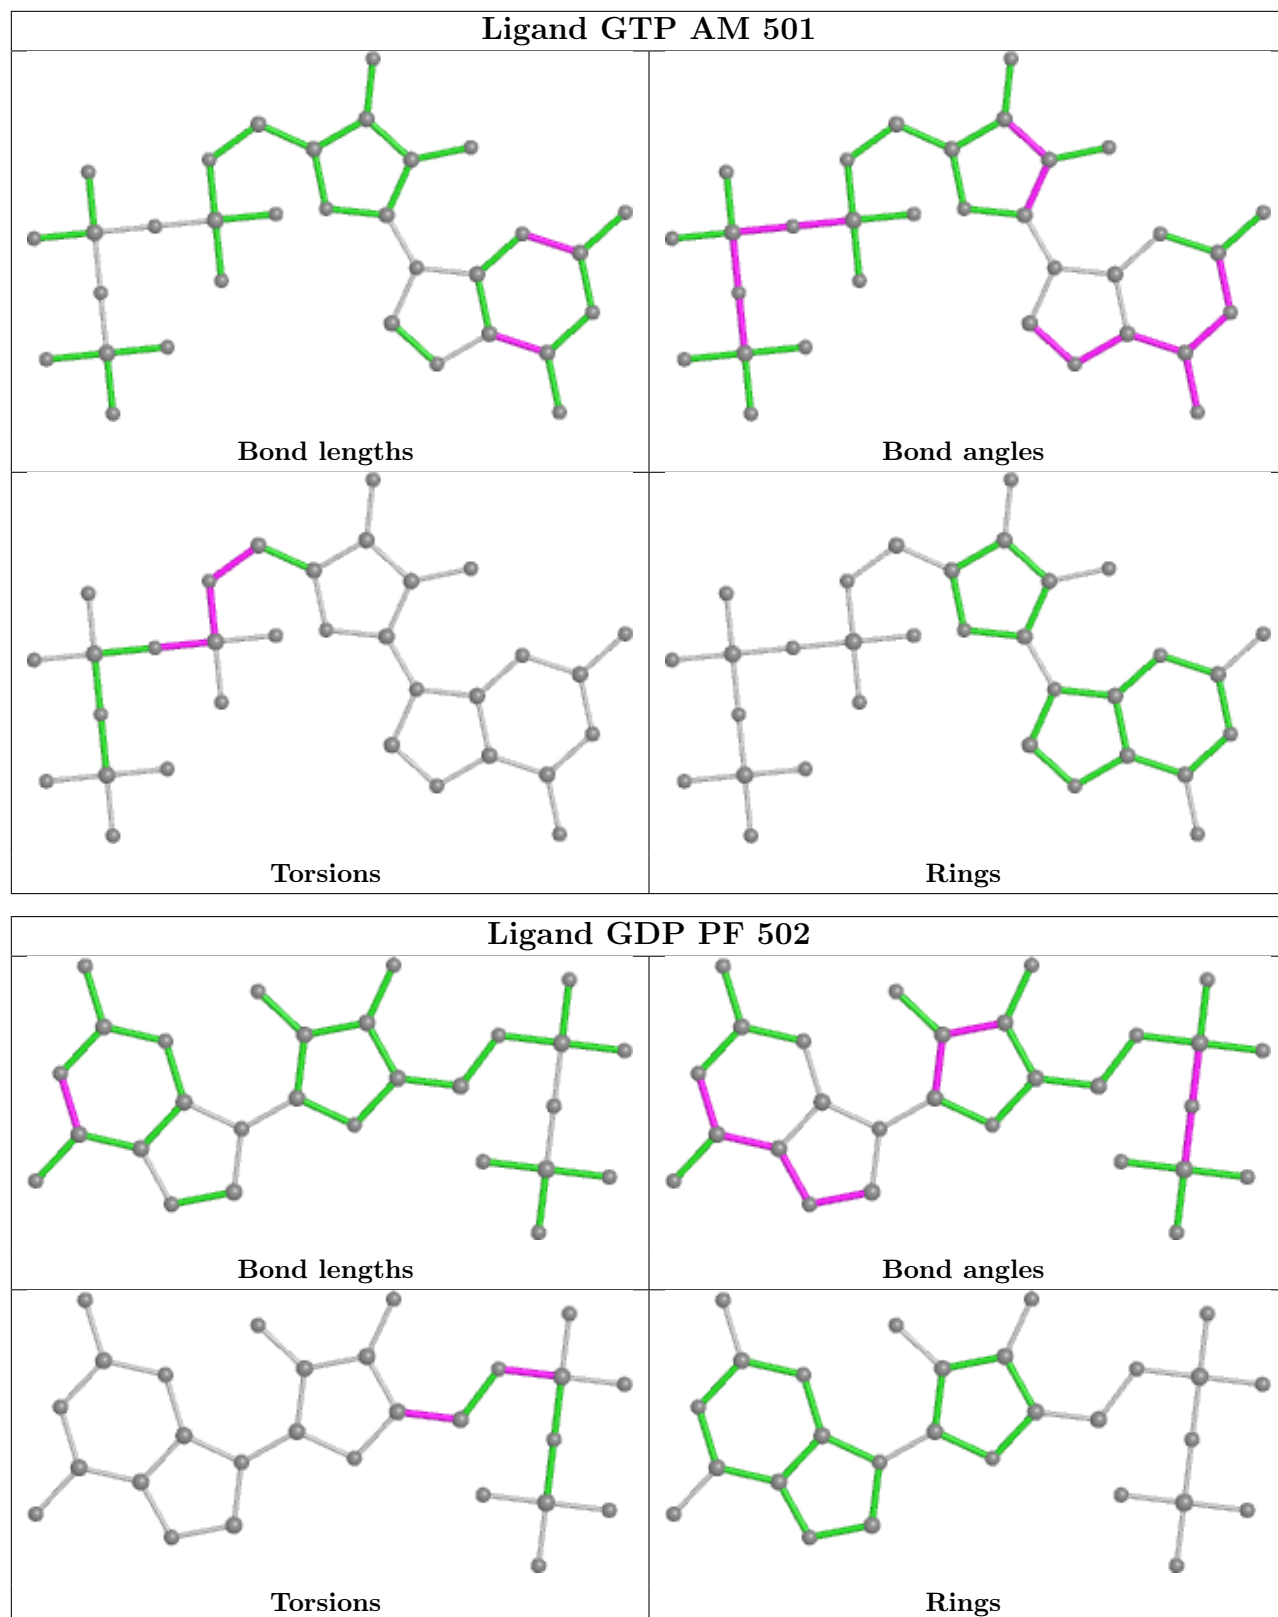 Ligand GTP AM 501
Bond lengths
Bond angles
Torsions
Rings
Ligand GDP PF 502
Bond lengths
Bond angles
Torsions
Rings